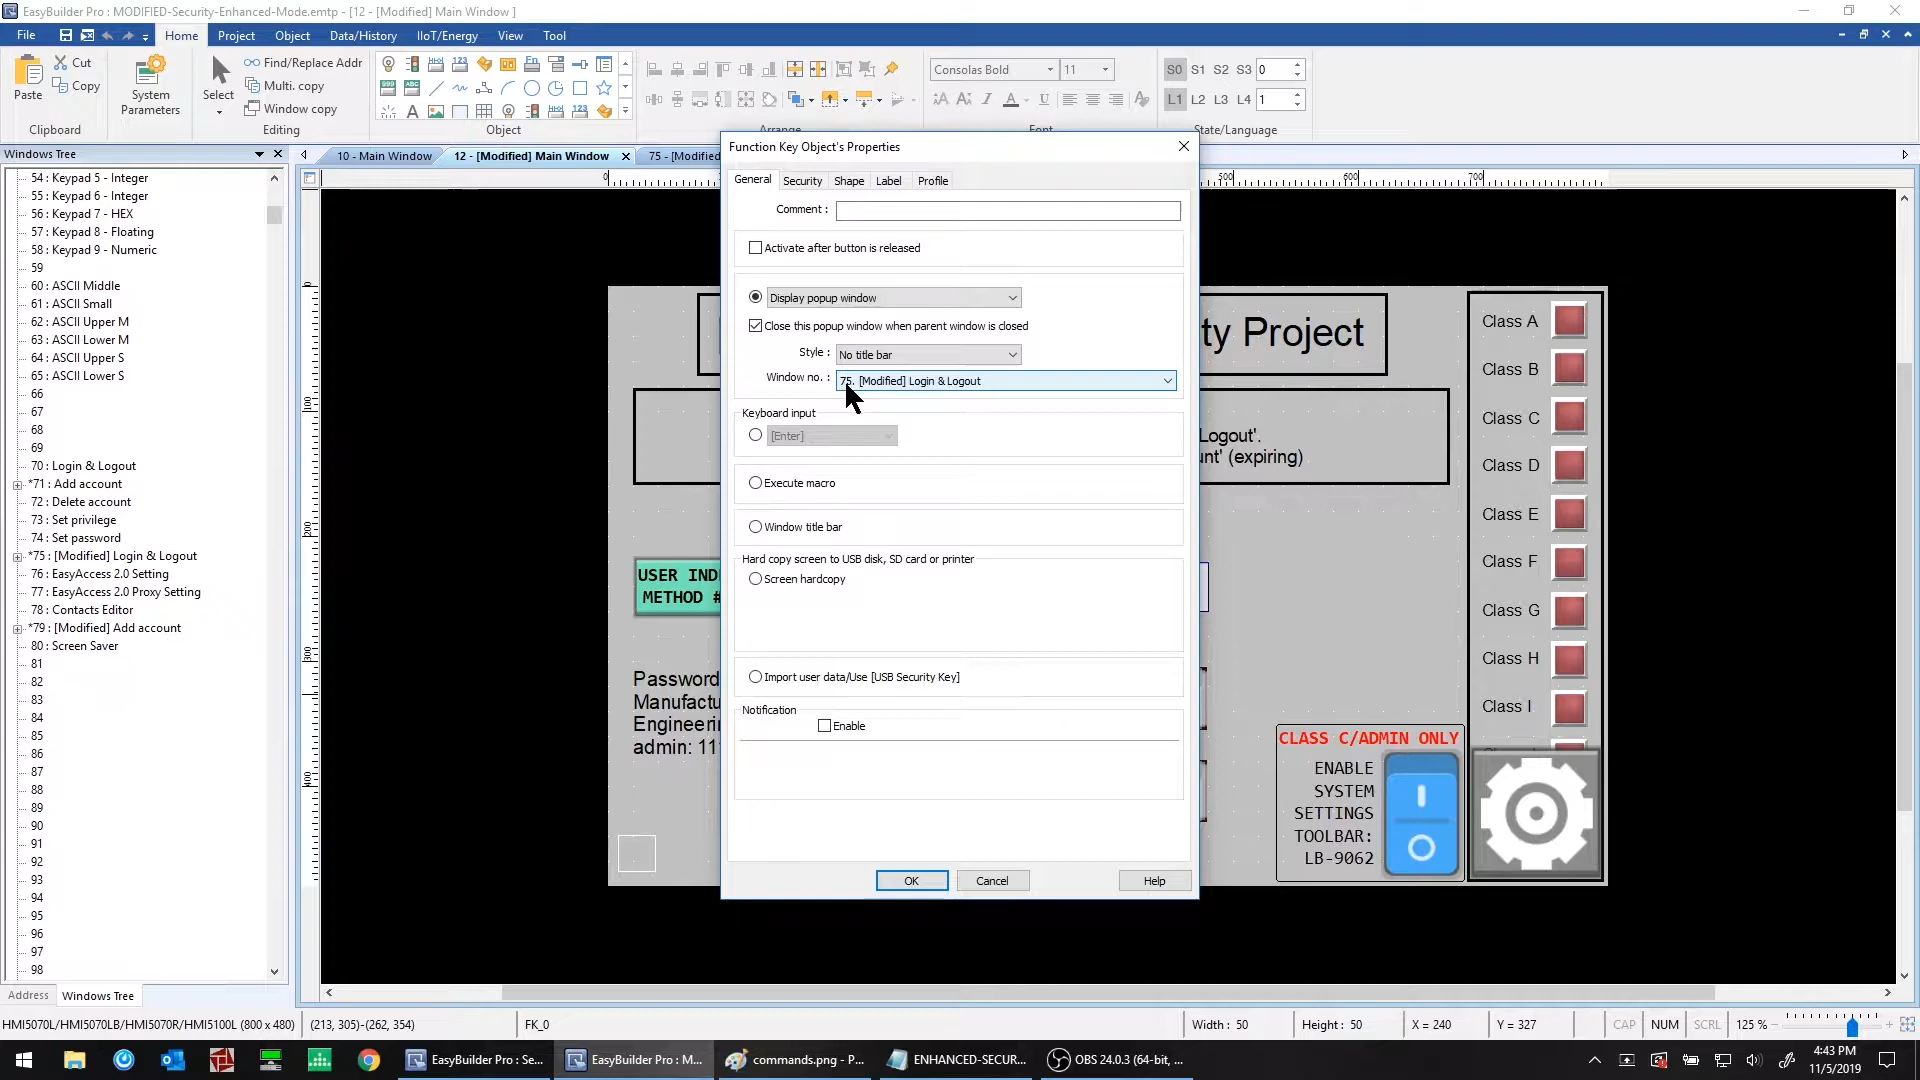 EasyBuilder Pro : MODIFIED-Security-Enhanced-Mode.emtp - [12 - [Modified] Main Window ]
File Home Project Object Data/History IIoT/Energy View Tool
Paste Cut Copy Clipboard
System Parameters
Select Find/Replace Addr Multi. copy Window copy Editing
Object
Arrange
Consolas Bold 11
Font
S0 S1 S2 S3 0
L1 L2 L3 L4 1
State/Language
Windows Tree
10 - Main Window 12 - [Modified] Main Window 75 - [Modified
54 : Keypad 5 - Integer
55 : Keypad 6 - Integer
56 : Keypad 7 - HEX
57 : Keypad 8 - Floating
58 : Keypad 9 - Numeric
59
60 : ASCII Middle
61 : ASCII Small
62 : ASCII Upper M
63 : ASCII Lower M
64 : ASCII Upper S
65 : ASCII Lower S
66
67
68
69
70 : Login & Logout
*71 : Add account
72 : Delete account
73 : Set privilege
74 : Set password
*75 : [Modified] Login & Logout
76 : EasyAccess 2.0 Setting
77 : EasyAccess 2.0 Proxy Setting
78 : Contacts Editor
*79 : [Modified] Add account
80 : Screen Saver
81
82
83
84
85
86
87
88
89
90
91
92
93
94
95
96
97
98
Address Windows Tree
0 500 600 700
0
100
200
300
400
Function Key Object's Properties
General Security Shape Label Profile
Comment :
Activate after button is released
Display popup window
Close this popup window when parent window is closed
Style : No title bar
Window no. : 75. [Modified] Login & Logout
Keyboard input
[Enter]
Execute macro
Window title bar
Hard copy screen to USB disk, SD card or printer
Screen hardcopy
Import user data/Use [USB Security Key]
Notification
Enable
OK Cancel Help
ty Project
Logout'.
unt' (expiring)
USER IND
METHOD #
Password
Manufactu
Engineerin
admin: 11
Class A
Class B
Class C
Class D
Class E
Class F
Class G
Class H
Class I
CLASS C/ADMIN ONLY
ENABLE
SYSTEM
SETTINGS
TOOLBAR:
LB-9062
HMI5070L/HMI5070LB/HMI5070R/HMI5100L (800 x 480) (213, 305)-(262, 354) FK_0 Width : 50 Height : 50 X = 240 Y = 327 CAP NUM SCRL 125 %
EasyBuilder Pro : Se... EasyBuilder Pro : M... commands.png - P... ENHANCED-SECUR... OBS 24.0.3 (64-bit, ...
4:43 PM
11/5/2019